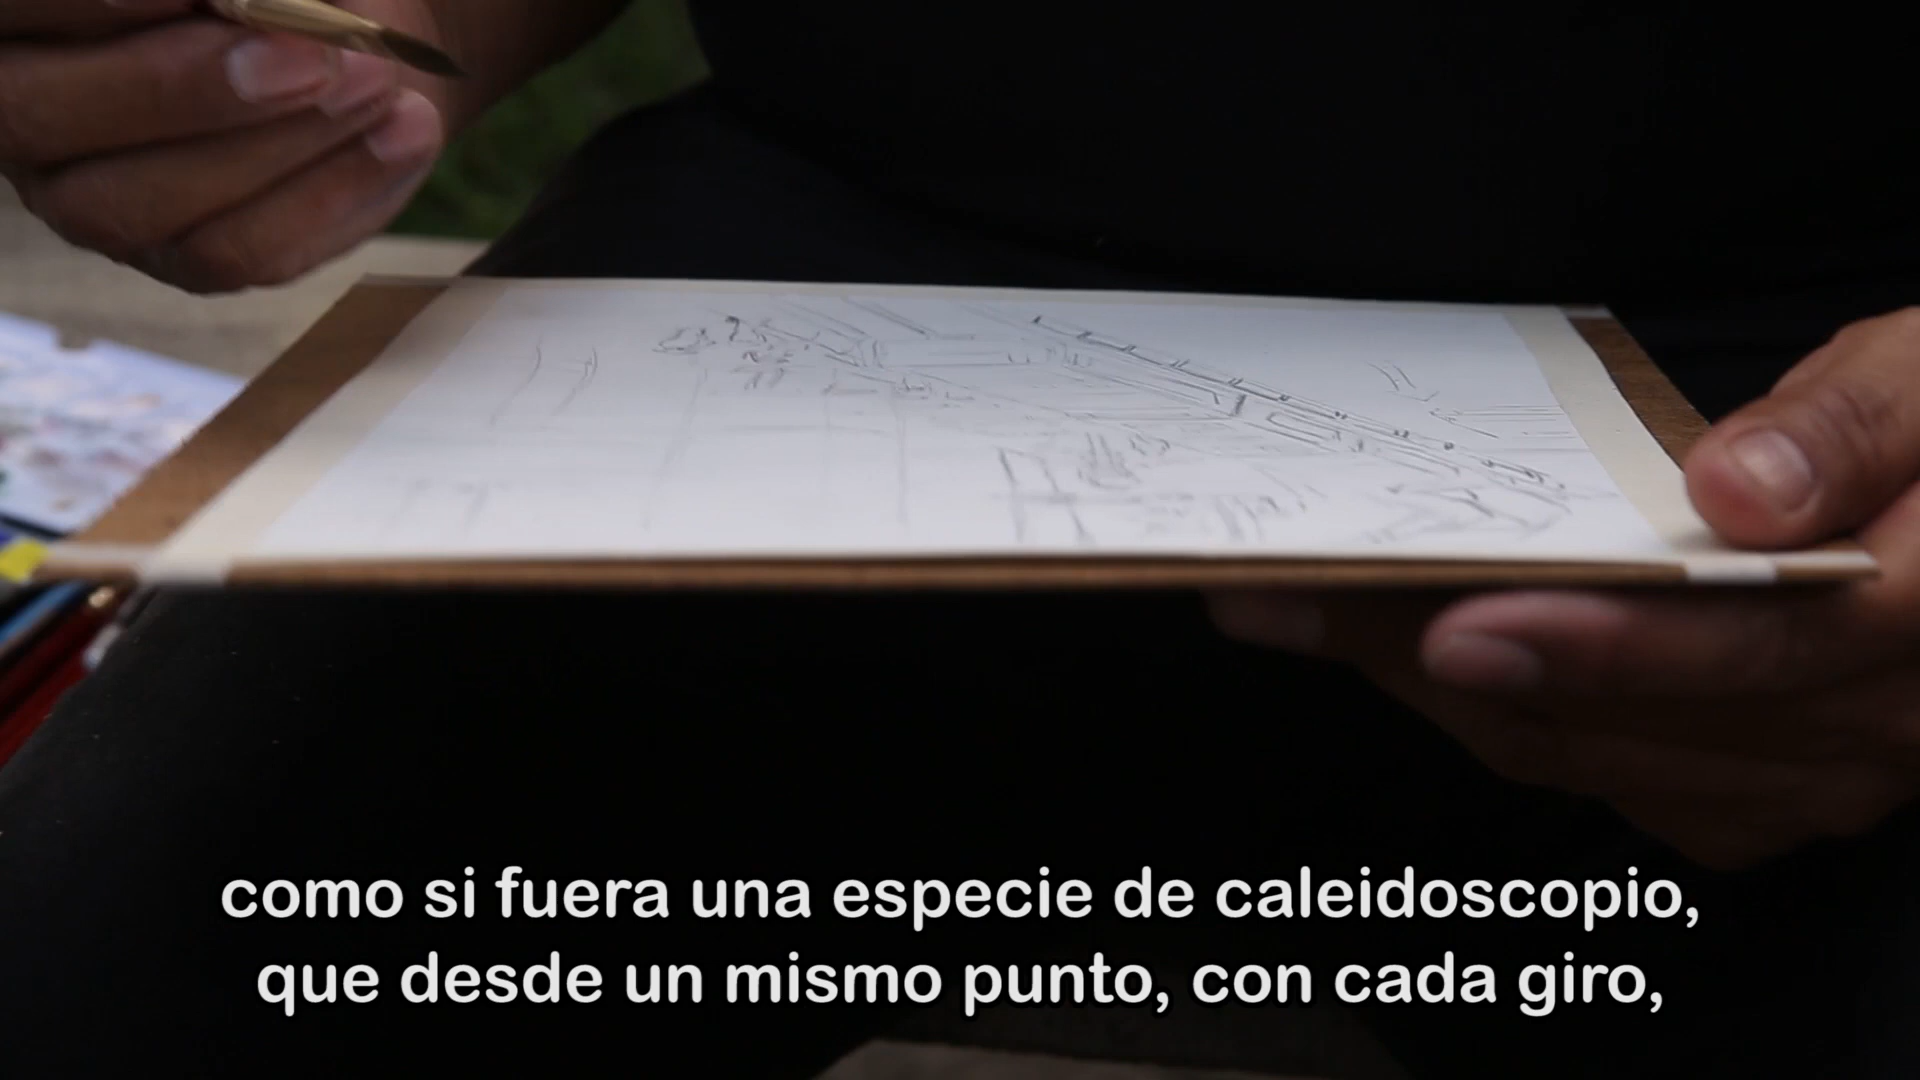 como si fuera una especie de caleidoscopio,
que desde un mismo punto, con cada giro,